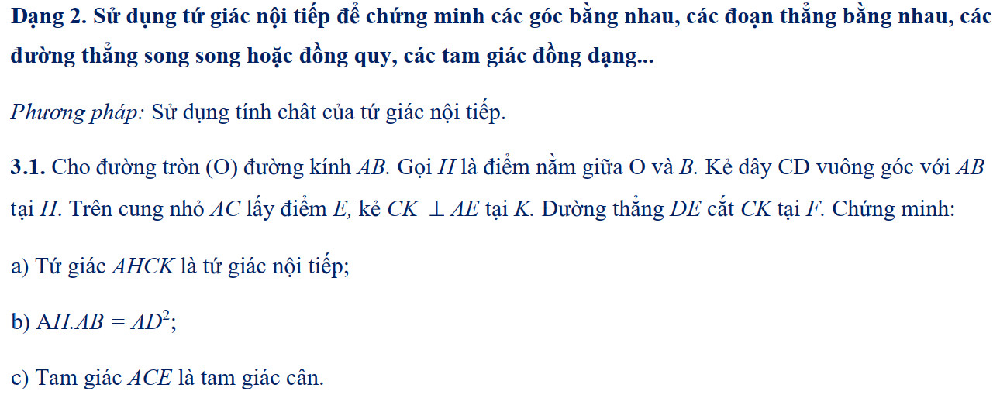 Dạng 2. Sử dụng tứ giác nội tiếp để chứng minh các góc bằng nhau, các đoạn thẳng bằng nhau, các
đường thẳng song song hoặc đồng quy, các tam giác đồng dạng...
Phương pháp: Sử dụng tính chât của tứ giác nội tiếp.
3.1. Cho đường tròn (O) đường kính AB. Gọi H là điểm nằm giữa O và B. Kẻ dây CD vuông góc với AB
tại H. Trên cung nhỏ AC lấy điểm E, kẻ CK ⊥ AE tại K. Đường thẳng DE cắt CK tại F. Chứng minh:
a) Tứ giác AHCK là tứ giác nội tiếp;
b) AH.AB = AD²;
c) Tam giác ACE là tam giác cân.